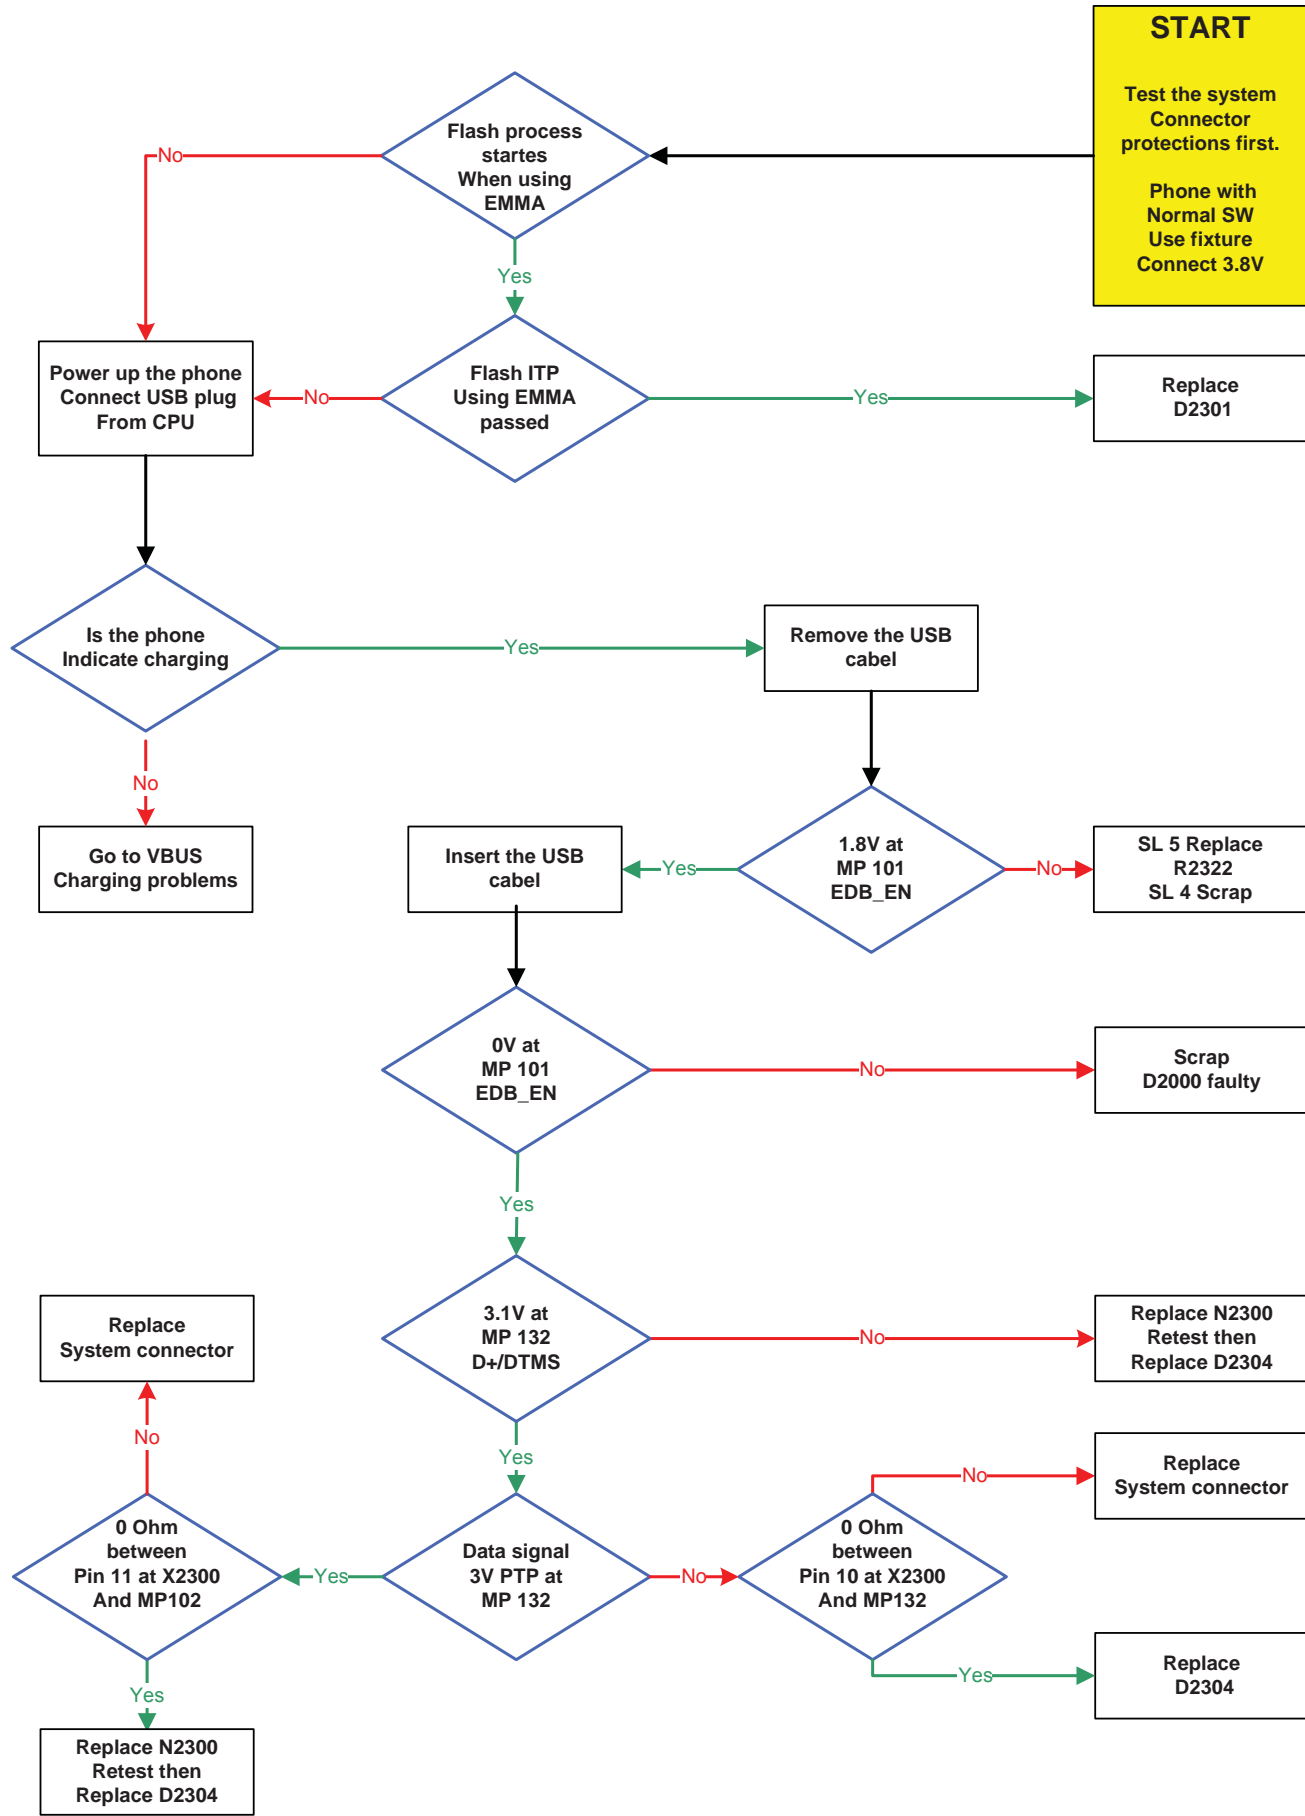 START
Test the system
Connector
protections first.
Phone with
Normal SW
Use fixture
Connect 3.8V
Flash process
startes
When using
EMMA
No
Yes
Power up the phone
Connect USB plug
From CPU
No
Flash ITP
Using EMMA
passed
Yes
Replace
D2301
Is the phone
Indicate charging
Yes
Remove the USB
cabel
No
Go to VBUS
Charging problems
Insert the USB
cabel
Yes
1.8V at
MP 101
EDB_EN
No
SL 5 Replace
R2322
SL 4 Scrap
0V at
MP 101
EDB_EN
No
Scrap
D2000 faulty
Yes
Replace
System connector
3.1V at
MP 132
D+/DTMS
No
Replace N2300
Retest then
Replace D2304
No
Yes
No
Replace
System connector
0 Ohm
between
Pin 11 at X2300
And MP102
Yes
Data signal
3V PTP at
MP 132
No
0 Ohm
between
Pin 10 at X2300
And MP132
Yes
Replace
D2304
Yes
Replace N2300
Retest then
Replace D2304